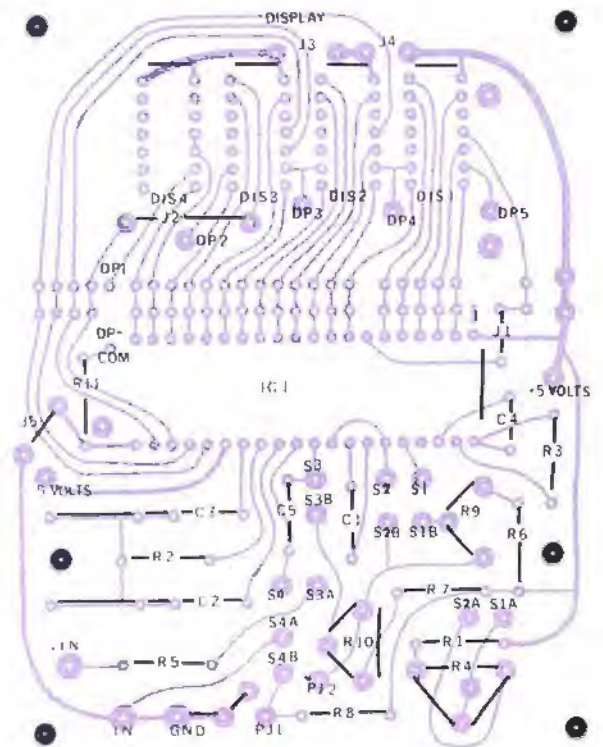 DISPLAY
J3 J4
DIS4 DIS3 DIS2 DIS1
J2 DP3 DP4 DP5
DP2
DP1
DP-
COM
J1
R11
+5 VOLTS
J5
C4
R3
5 VOLTS
S3 S2 S1
S3B
C3 C5 C1 R9
S2B S1B R6
R2
C2 S4 S3A R7
S4A S2A S1A
+IN S4B R10 R1
R5 R4
PJ2
IN GND PJ1 R8